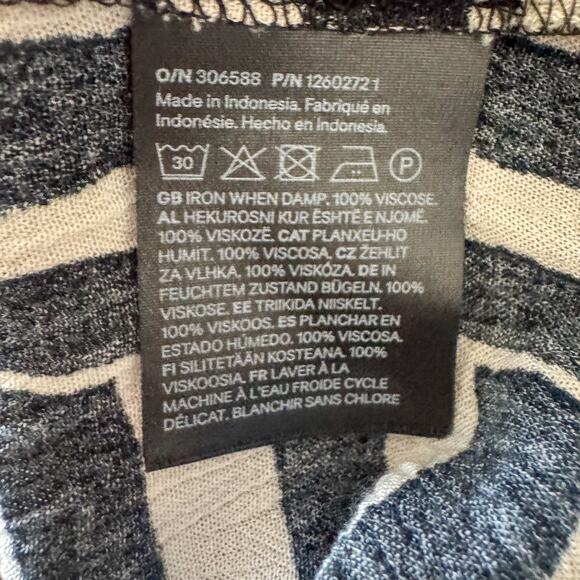 O/N 306588 P/N 12602721
Made in Indonesia. Fabriqué en
Indonésie. Hecho en Indonesia.
30 P
GB IRON WHEN DAMP. 100% VISCOSE.
AL HEKUROSNI KUR ËSHTË E NJOMË.
100% VISKOZË. CAT PLANXEU-HO
HUMIT. 100% VISCOSA. CZ ŽEHLIT
ZA VLHKA. 100% VISKÓZA. DE IN
FEUCHTEM ZUSTAND BÜGELN. 100%
VISKOSE. EE TRIIKIDA NIISKELT.
100% VISKOOS. ES PLANCHAR EN
ESTADO HÚMEDO. 100% VISCOSA.
FI SILITETÄÄN KOSTEANA. 100%
VISKOOSIA. FR LAVER À LA
MACHINE À L'EAU FROIDE CYCLE
DÉLICAT. BLANCHIR SANS CHLORE